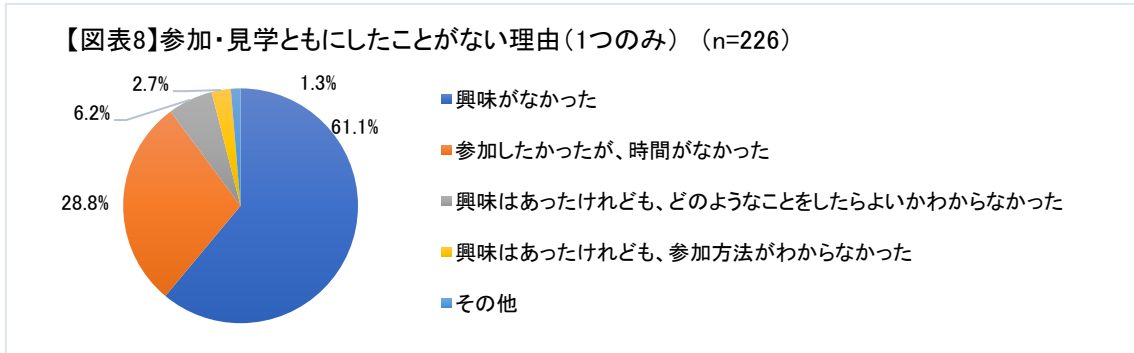 【図表8】参加・見学ともにしたことがない理由(1つのみ) (n=226)
2.7%
1.3%
6.2%
61.1%
28.8%
興味がなかった
参加したかったが、時間がなかった
興味はあったけれども、どのようなことをしたらよいかわからなかった
興味はあったけれども、参加方法がわからなかった
その他